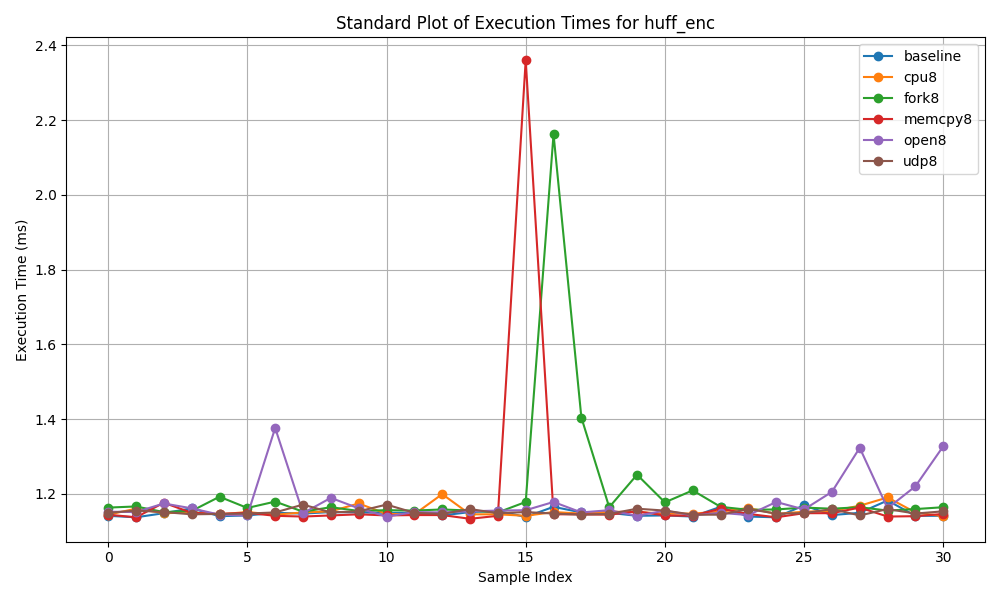 Standard Plot of Execution Times for huff_enc
Execution Time (ms)
2.4
2.2
2.0
1.8
1.6
1.4
1.2
0
5
10
15
20
25
30
Sample Index
baseline
cpu8
fork8
memcpy8
open8
udp8